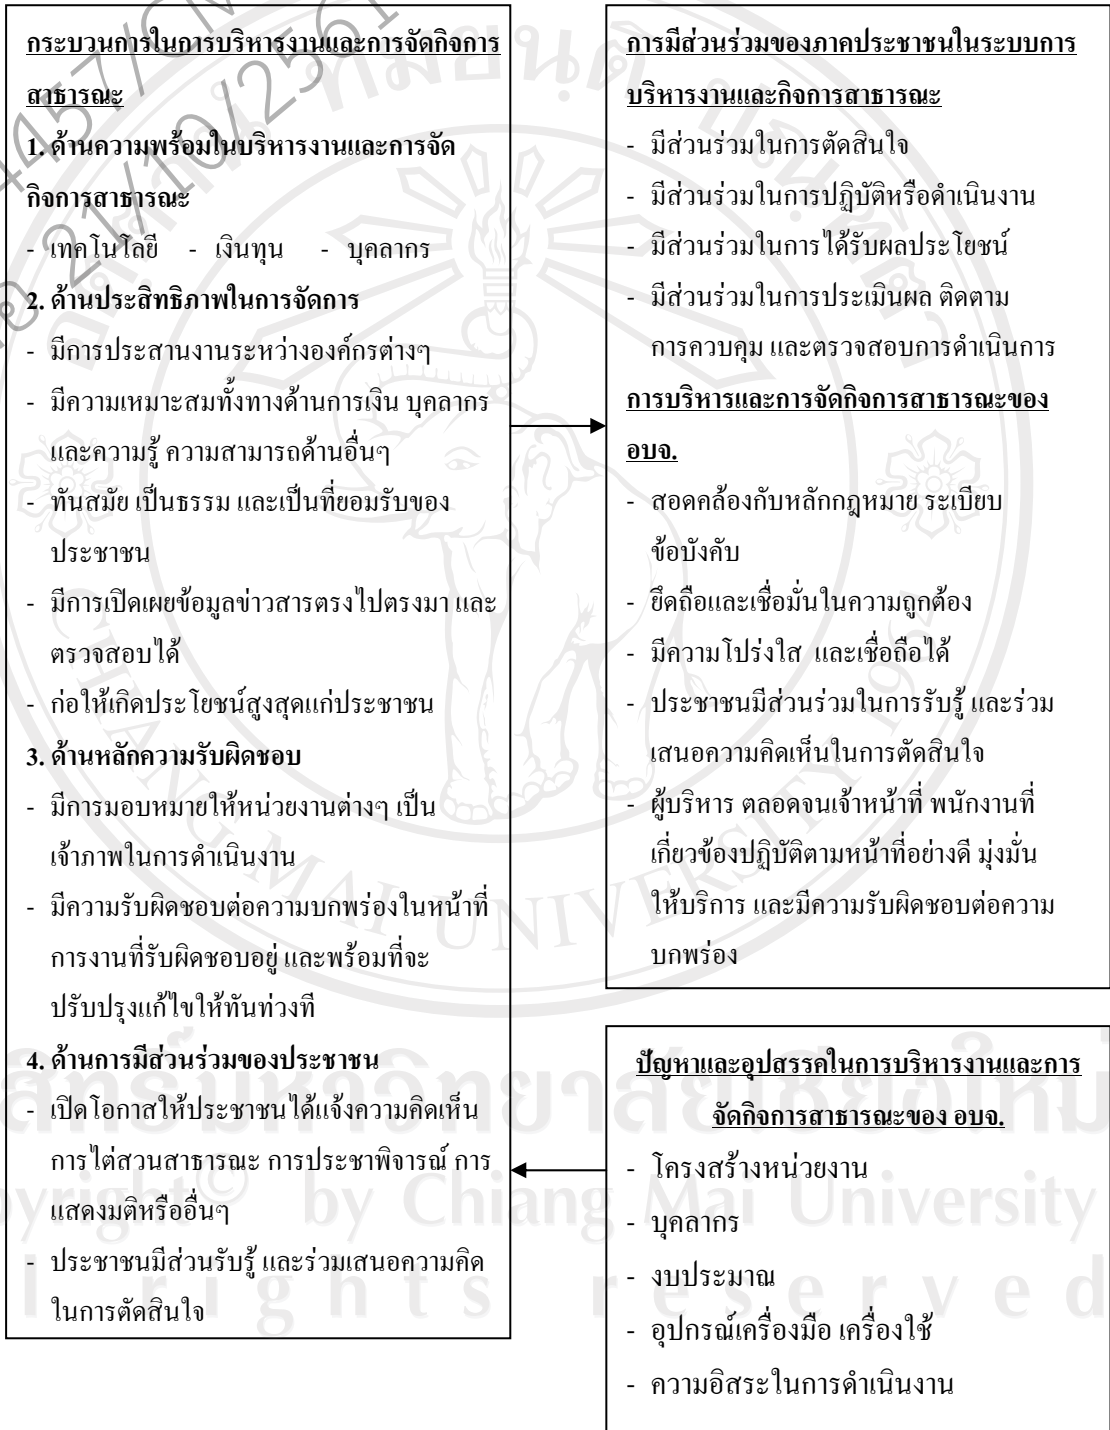 กระบวนการในการบริหารงานและการจัดกิจการ
สาธารณะ
1. ด้านความพร้อมในบริหารงานและการจัด
กิจการสาธารณะ
- เทคโนโลยี - เงินทุน - บุคลากร
2. ด้านประสิทธิภาพในการจัดการ
- มีการประสานงานระหว่างองค์กรต่างๆ
- มีความเหมาะสมทั้งทางด้านการเงิน บุคลากร
และความรู้ ความสามารถด้านอื่นๆ
- ทันสมัย เป็นธรรม และเป็นที่ยอมรับของ
ประชาชน
- มีการเปิดเผยข้อมูลข่าวสารตรงไปตรงมา และ
ตรวจสอบได้
- ก่อให้เกิดประโยชน์สูงสุดแก่ประชาชน
3. ด้านหลักความรับผิดชอบ
- มีการมอบหมายให้หน่วยงานต่างๆ เป็น
เจ้าภาพในการดำเนินงาน
- มีความรับผิดชอบต่อความบกพร่องในหน้าที่
การงานที่รับผิดชอบอยู่ และพร้อมที่จะ
ปรับปรุงแก้ไขให้ทันท่วงที
4. ด้านการมีส่วนร่วมของประชาชน
- เปิดโอกาสให้ประชาชนได้แจ้งความคิดเห็น
การไต่สวนสาธารณะ การประชาพิจารณ์ การ
แสดงมติหรืออื่นๆ
- ประชาชนมีส่วนรับรู้ และร่วมเสนอความคิด
ในการตัดสินใจ
การมีส่วนร่วมของภาคประชาชนในระบบการ
บริหารงานและกิจการสาธารณะ
- มีส่วนร่วมในการตัดสินใจ
- มีส่วนร่วมในการปฏิบัติหรือดำเนินงาน
- มีส่วนร่วมในการได้รับผลประโยชน์
- มีส่วนร่วมในการประเมินผล ติดตาม
การควบคุม และตรวจสอบการดำเนินการ
การบริหารและการจัดกิจการสาธารณะของ
อบจ.
- สอดคล้องกับหลักกฎหมาย ระเบียบ
ข้อบังคับ
- ยึดถือและเชื่อมั่นในความถูกต้อง
- มีความโปร่งใส และเชื่อถือได้
- ประชาชนมีส่วนร่วมในการรับรู้ และร่วม
เสนอความคิดเห็นในการตัดสินใจ
- ผู้บริหาร ตลอดจนเจ้าหน้าที่ พนักงานที่
เกี่ยวข้องปฏิบัติตามหน้าที่อย่างดี มุ่งมั่น
ให้บริการ และมีความรับผิดชอบต่อความ
บกพร่อง
ปัญหาและอุปสรรคในการบริหารงานและการ
จัดกิจการสาธารณะของ อบจ.
- โครงสร้างหน่วยงาน
- บุคลากร
- งบประมาณ
- อุปกรณ์เครื่องมือ เครื่องใช้
- ความอิสระในการดำเนินงาน
CHIANG MAI UNIVERSITY 1964
by Chiang Mai University
rights reserved
21/10/2561